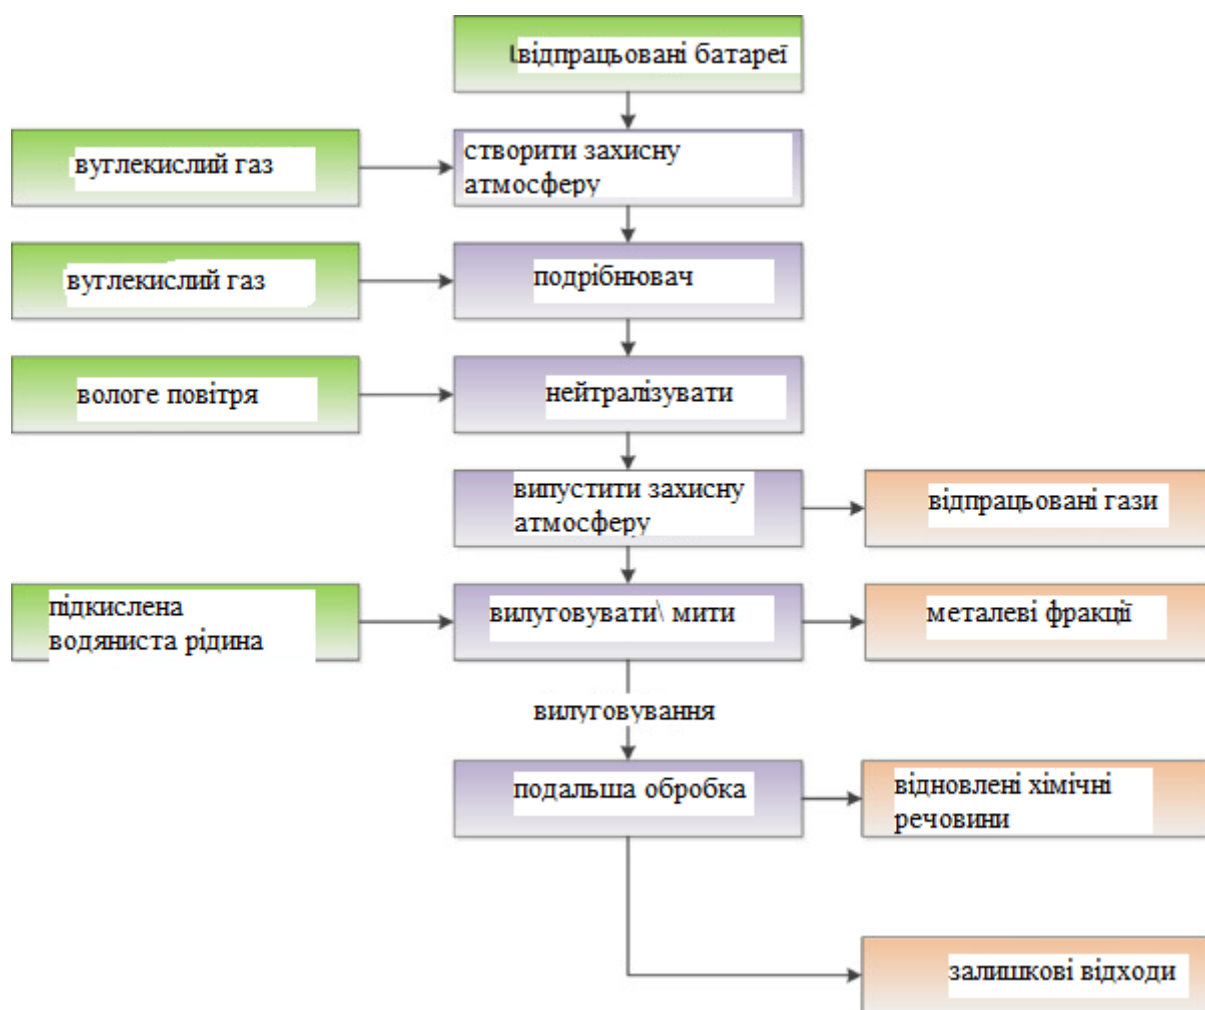 відпрацьовані батареї
вуглекислий газ
створити захисну
атмосферу
вуглекислий газ
подрібнювач
вологе повітря
нейтралізувати
випустити захисну
атмосферу
відпрацьовані гази
підкислена
водяниста рідина
вилуговувати\ мити
металеві фракції
вилуговування
подальша обробка
відновлені хімічні
речовини
залишкові відходи